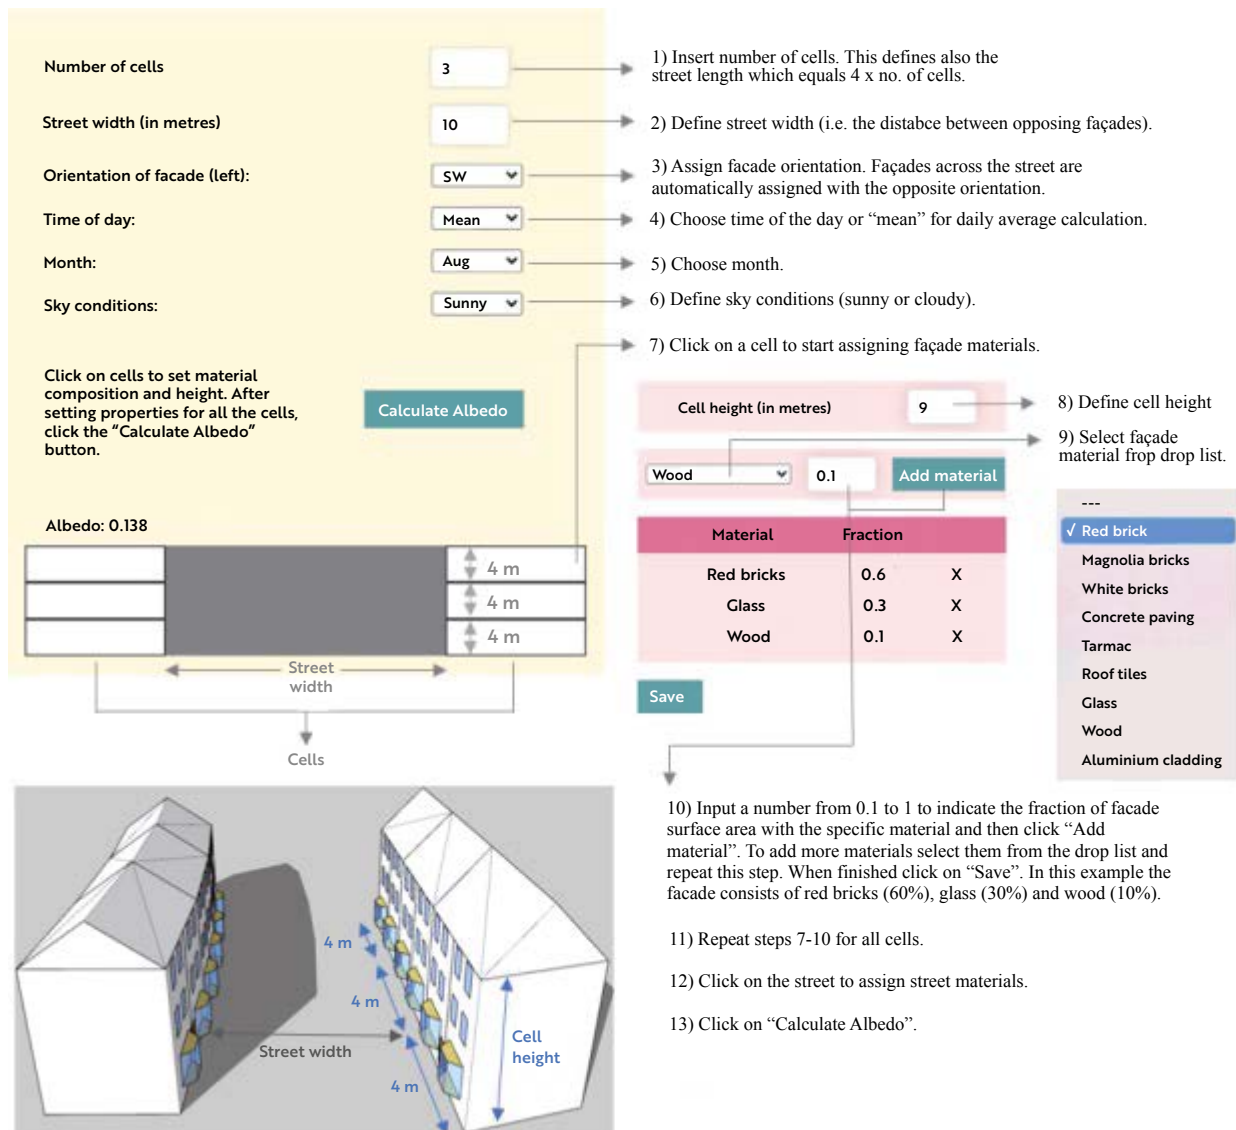 Number of cells
3
1) Insert number of cells. This defines also the
street length which equals 4 x no. of cells.
Street width (in metres)
10
2) Define street width (i.e. the distabce between opposing façades).
Orientation of facade (left):
SW
3) Assign facade orientation. Façades across the street are
automatically assigned with the opposite orientation.
Time of day:
Mean
4) Choose time of the day or “mean” for daily average calculation.
Month:
Aug
5) Choose month.
Sky conditions:
Sunny
6) Define sky conditions (sunny or cloudy).
7) Click on a cell to start assigning façade materials.
Click on cells to set material
composition and height. After
setting properties for all the cells,
click the “Calculate Albedo”
button.
Calculate Albedo
Cell height (in metres)
9
8) Define cell height
9) Select façade
material frop drop list.
Wood
0.1
Add material
Material Fraction
Red bricks 0.6 X
Glass 0.3 X
Wood 0.1 X
Save
---
✓ Red brick
Magnolia bricks
White bricks
Concrete paving
Tarmac
Roof tiles
Glass
Wood
Aluminium cladding
Albedo: 0.138
4 m
4 m
4 m
Street
width
Cells
10) Input a number from 0.1 to 1 to indicate the fraction of facade
surface area with the specific material and then click “Add
material”. To add more materials select them from the drop list and
repeat this step. When finished click on “Save”. In this example the
facade consists of red bricks (60%), glass (30%) and wood (10%).
11) Repeat steps 7-10 for all cells.
12) Click on the street to assign street materials.
13) Click on “Calculate Albedo”.
4 m
4 m
Street width
4 m
Cell
height